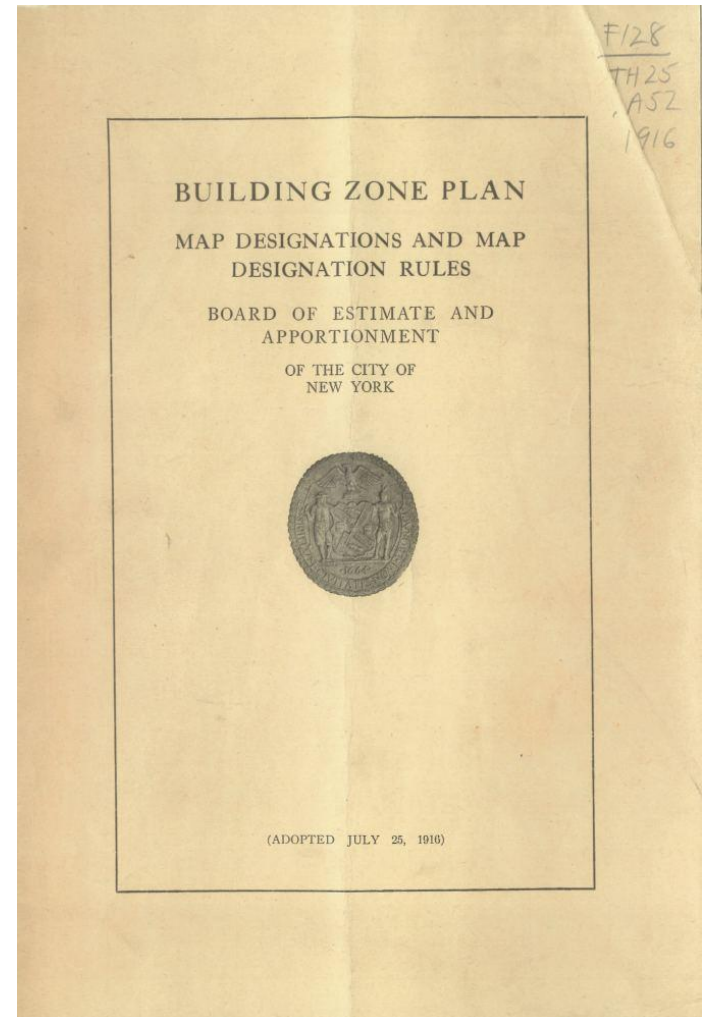 F128
TH25
.A52
1916
BUILDING ZONE PLAN
MAP DESIGNATIONS AND MAP
DESIGNATION RULES
BOARD OF ESTIMATE AND
APPORTIONMENT
OF THE CITY OF
NEW YORK
(ADOPTED JULY 25, 1916)